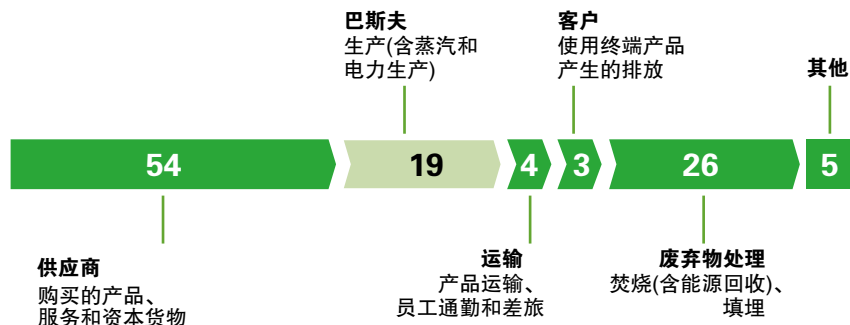 巴斯夫
生产(含蒸汽和
电力生产)
客户
使用终端产品
产生的排放
其他
54
19
4
3
26
5
供应商
购买的产品、
服务和资本货物
运输
产品运输、
员工通勤和差旅
废弃物处理
焚烧(含能源回收)、
填埋